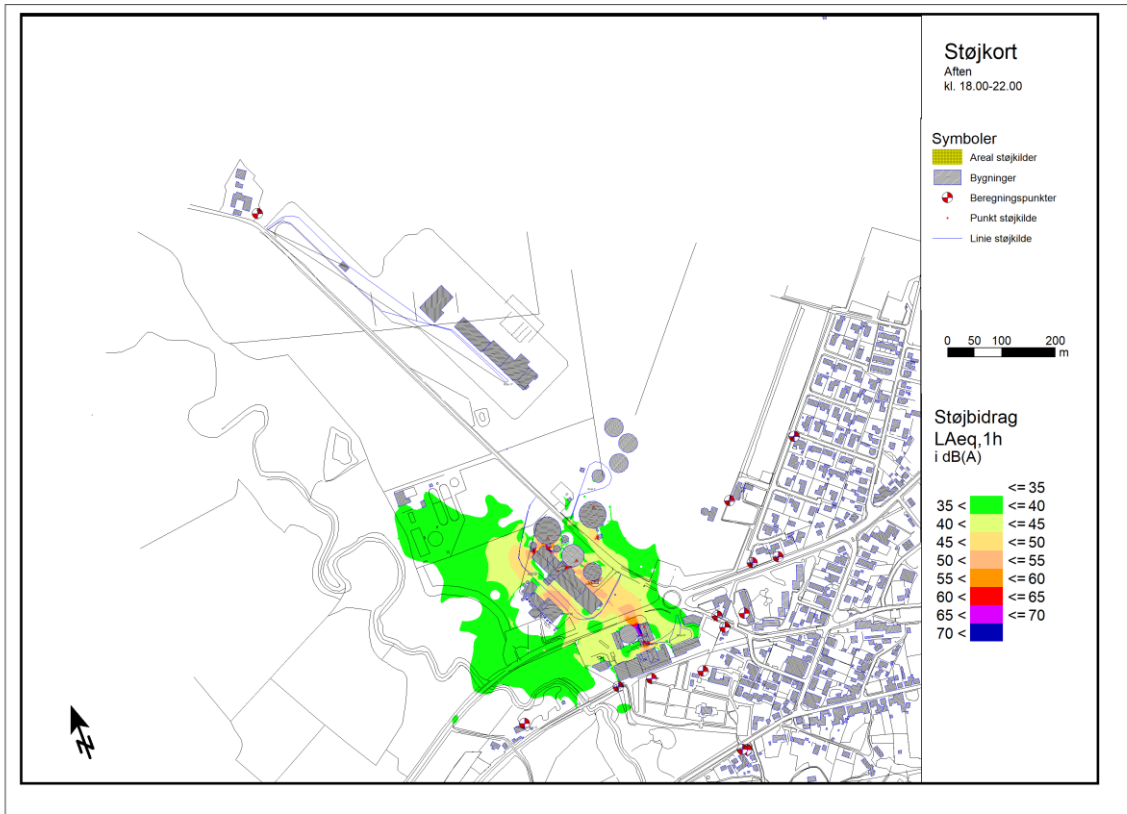 Støjkort
Aften
kl. 18.00-22.00
Symboler
Areal støjkilder
Bygninger
Beregningspunkter
Punkt støjkilde
Linie støjkilde
0 50 100 200
m
Støjbidrag
LAeq,1h
i dB(A)
<= 35
35 < <= 40
40 < <= 45
45 < <= 50
50 < <= 55
55 < <= 60
60 < <= 65
65 < <= 70
70 <
N